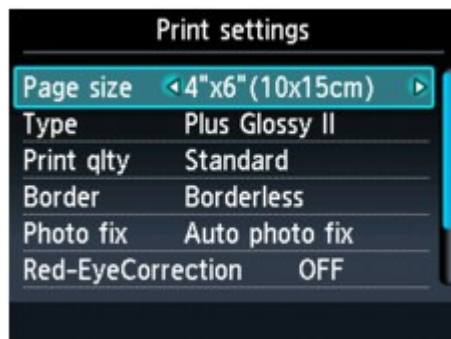 Print settings
Page size 4"x6"(10x15cm)
Type Plus Glossy II
Print qlty Standard
Border Borderless
Photo fix Auto photo fix
Red-EyeCorrection OFF